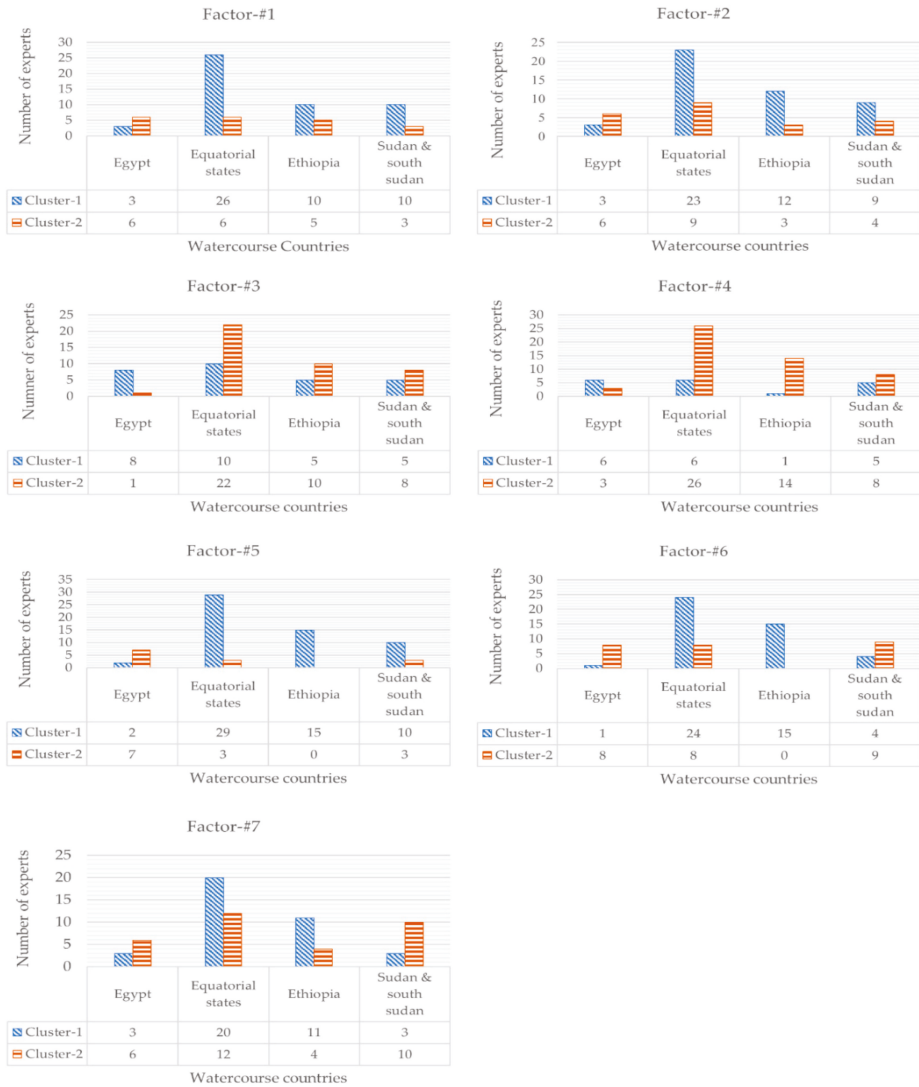 Factor-#1
Number of experts
30
25
20
15
10
5
0
Egypt
Equatorial
states
Ethiopia
Sudan &
south
sudan
Cluster-1 3 26 10 10
Cluster-2 6 6 5 3
Watercourse Countries
Factor-#2
Number of experts
25
20
15
10
5
0
Egypt
Equatorial
states
Ethiopia
Sudan &
south
sudan
Cluster-1 3 23 12 9
Cluster-2 6 9 3 4
Watercourse countries
Factor-#3
Numner of experts
25
20
15
10
5
0
Egypt
Equatorial
states
Ethiopia
Sudan &
south
sudan
Cluster-1 8 10 5 5
Cluster-2 1 22 10 8
Watercourse countries
Factor-#4
Number of experts
30
25
20
15
10
5
0
Egypt
Equatorial
states
Ethiopia
Sudan &
south
sudan
Cluster-1 6 6 1 5
Cluster-2 3 26 14 8
Watercourse countries
Factor-#5
Number of experts
35
30
25
20
15
10
5
0
Egypt
Equatorial
states
Ethiopia
Sudan &
south
sudan
Cluster-1 2 29 15 10
Cluster-2 7 3 0 3
Watercourse countries
Factor-#6
Number of experts
30
25
20
15
10
5
0
Egypt
Equatorial
states
Ethiopia
Sudan &
south
sudan
Cluster-1 1 24 15 4
Cluster-2 8 8 0 9
Watercourse countries
Factor-#7
Number of experts
25
20
15
10
5
0
Egypt
Equatorial
states
Ethiopia
Sudan &
south
sudan
Cluster-1 3 20 11 3
Cluster-2 6 12 4 10
Watercourse countries